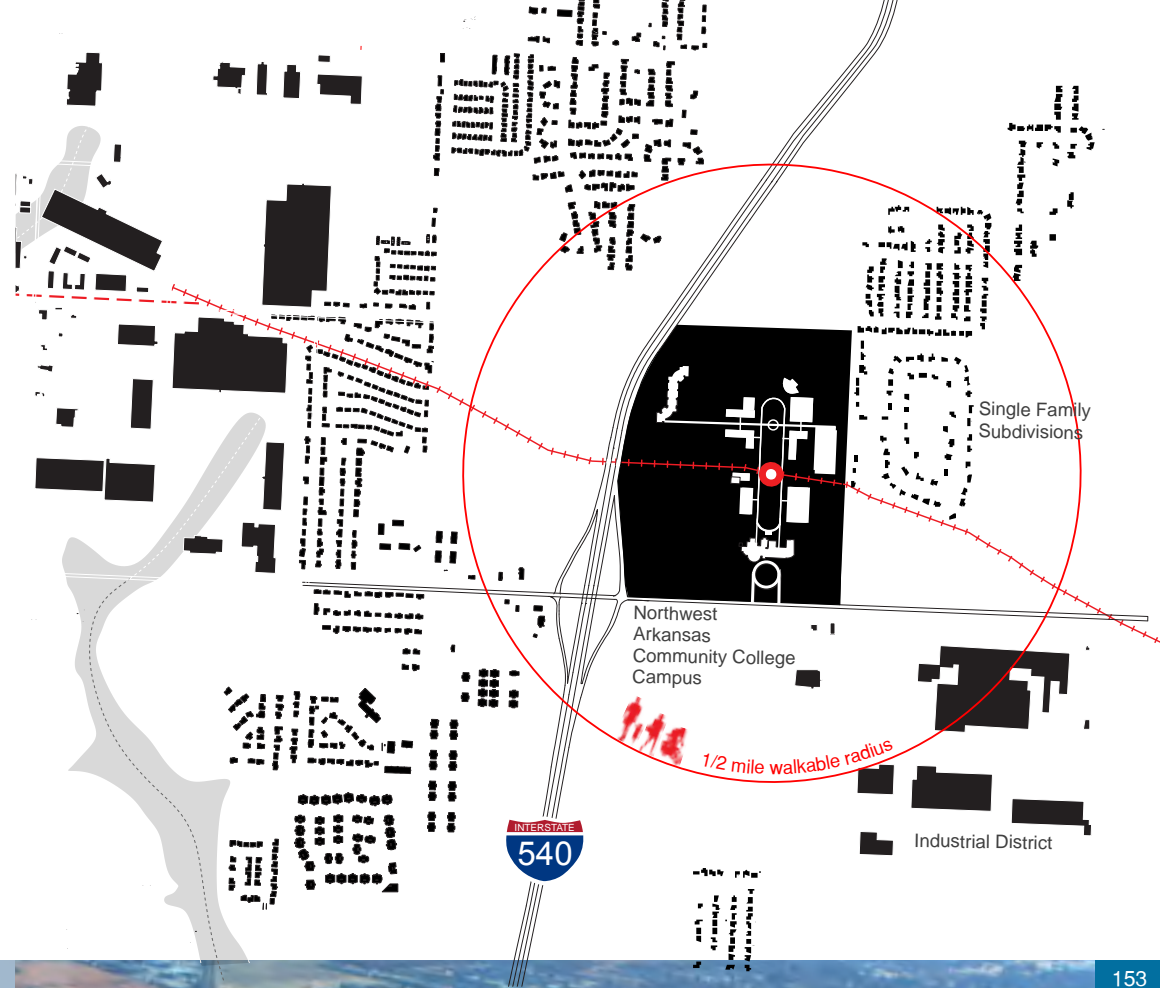 Single Family
Subdivisions
Northwest
Arkansas
Community College
Campus
1/2 mile walkable radius
INTERSTATE
540
Industrial District
153